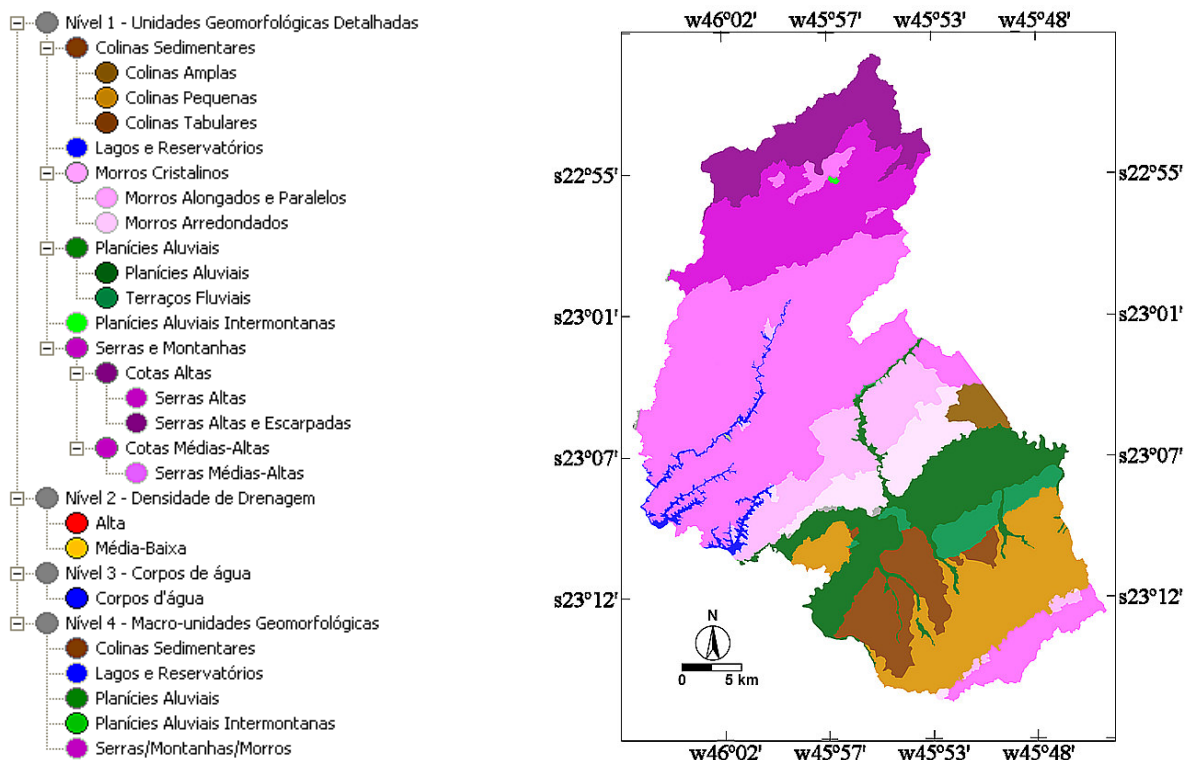 Nível 1 - Unidades Geomorfológicas Detalhadas
Colinas Sedimentares
Colinas Amplas
Colinas Pequenas
Colinas Tabulares
Lagos e Reservatórios
Morros Cristalinos
Morros Alongados e Paralelos
Morros Arredondados
Planícies Aluviais
Planícies Aluviais
Terraços Fluviais
Planícies Aluviais Intermontanas
Serras e Montanhas
Cotas Altas
Serras Altas
Serras Altas e Escarpadas
Cotas Médias-Altas
Serras Médias-Altas
Nível 2 - Densidade de Drenagem
Alta
Média-Baixa
Nível 3 - Corpos de água
Corpos d'água
Nível 4 - Macro-unidades Geomorfológicas
Colinas Sedimentares
Lagos e Reservatórios
Planícies Aluviais
Planícies Aluviais Intermontanas
Serras/Montanhas/Morros
w46°02' w45°57' w45°53' w45°48'
s22°55' s22°55'
s23°01' s23°01'
s23°07' s23°07'
s23°12' s23°12'
N
0 5 km
w46°02' w45°57' w45°53' w45°48'